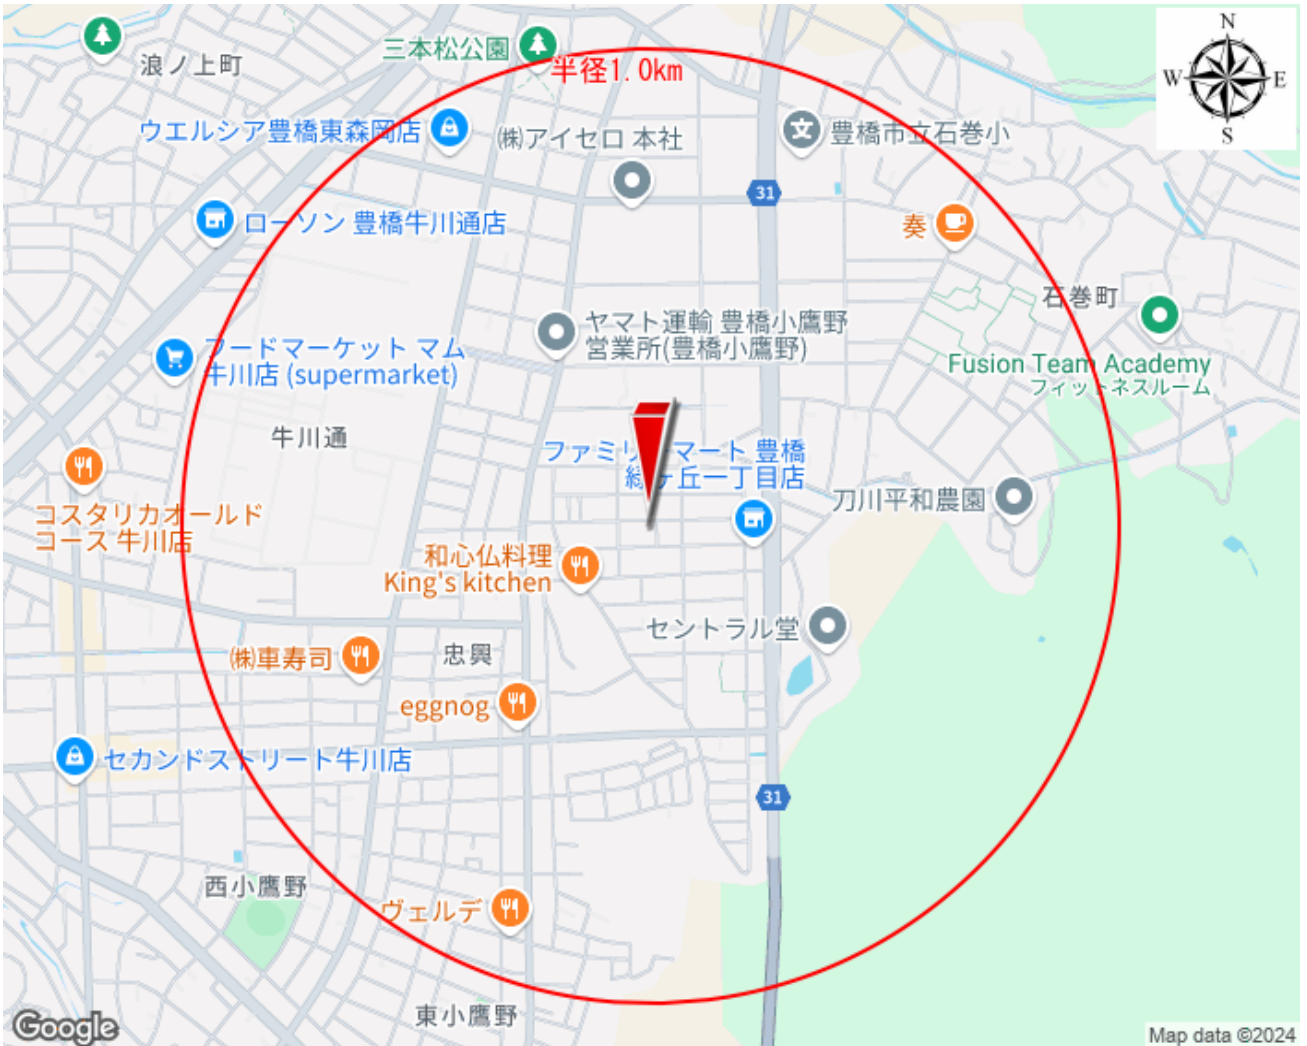 N
W E
S
三本松公園
浪ノ上町
半径1.0km
ウエルシア豊橋東森岡店
㈱アイセロ 本社
豊橋市立石巻小
31
ローソン 豊橋牛川通店
奏
石巻町
ヤマト運輸 豊橋小鷹野
営業所(豊橋小鷹野)
フードマーケット マム
牛川店 (supermarket)
Fusion Team Academy
フィットネスルーム
牛川通
ファミリーマート 豊橋
緑ヶ丘一丁目店
刀川平和農園
コスタリカオールド
コース 牛川店
和心仏料理
King's kitchen
セントラル堂
㈱車寿司
忠興
eggnog
セカンドストリート牛川店
31
西小鷹野
ヴェルデ
東小鷹野
Google
Map data ©2024